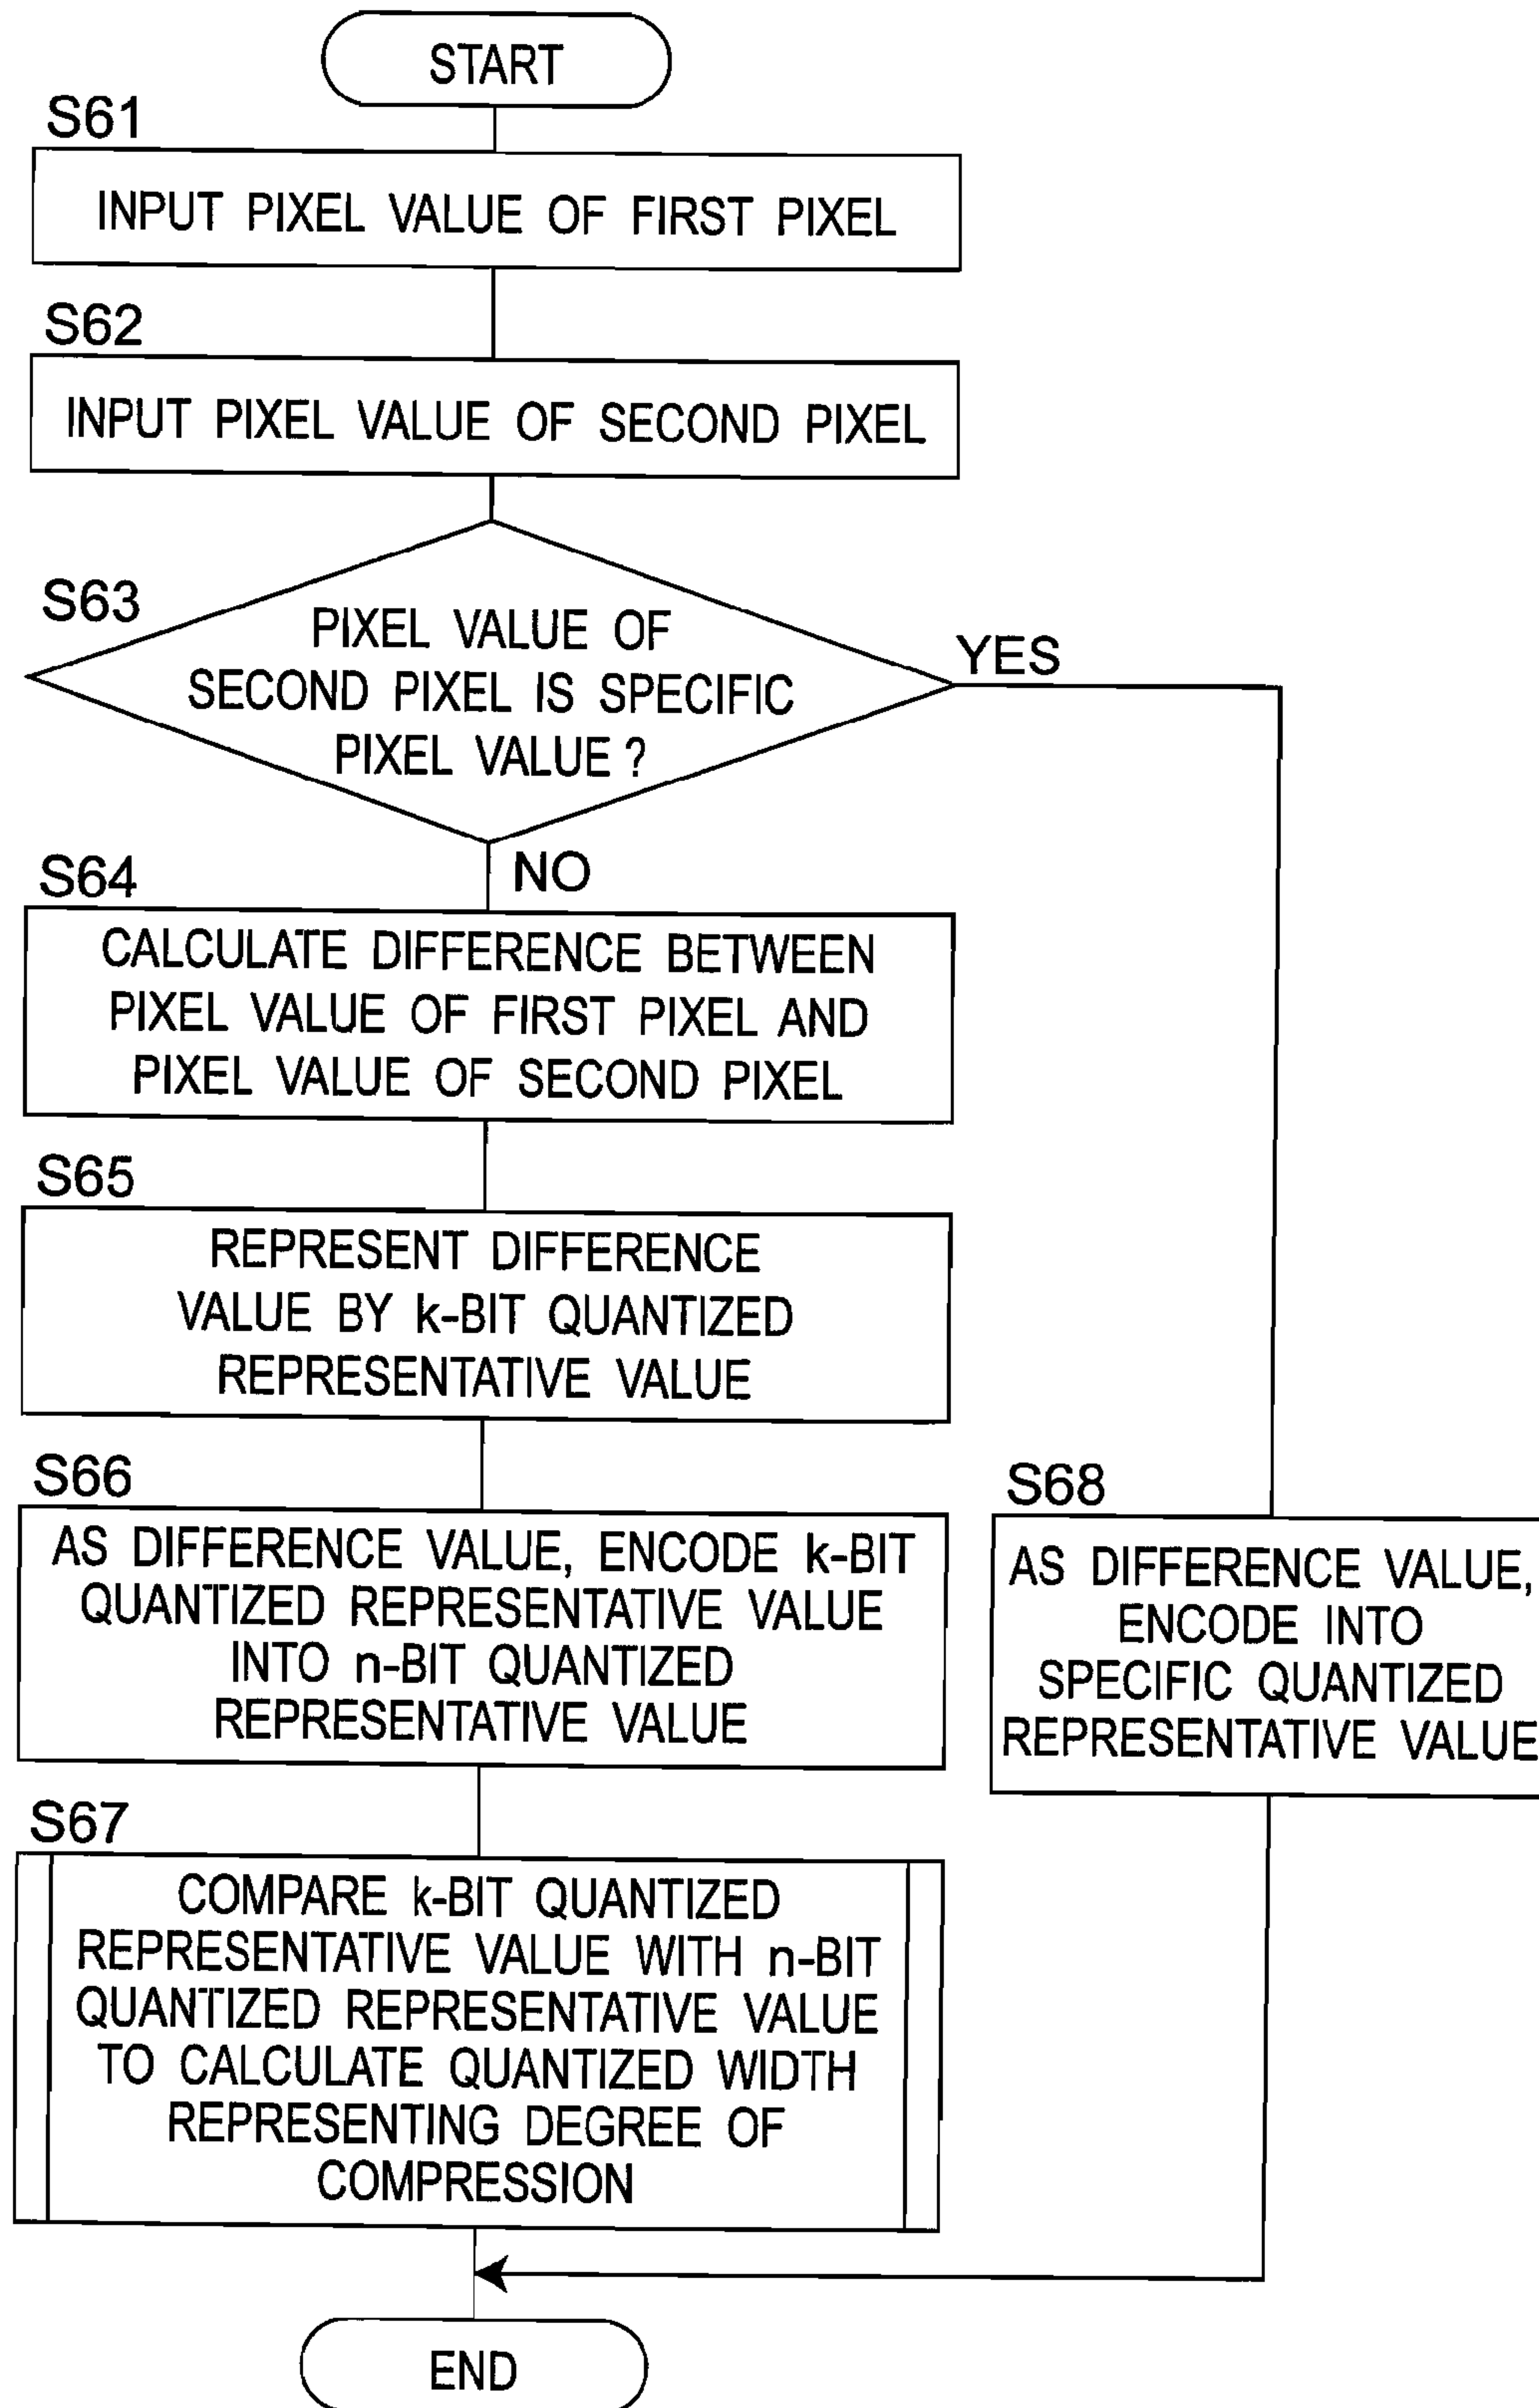 START
S61
INPUT PIXEL VALUE OF FIRST PIXEL
S62
INPUT PIXEL VALUE OF SECOND PIXEL
S63
PIXEL VALUE OF
SECOND PIXEL IS SPECIFIC
PIXEL VALUE ?
YES
NO
S64
CALCULATE DIFFERENCE BETWEEN
PIXEL VALUE OF FIRST PIXEL AND
PIXEL VALUE OF SECOND PIXEL
S65
REPRESENT DIFFERENCE
VALUE BY k-BIT QUANTIZED
REPRESENTATIVE VALUE
S66
AS DIFFERENCE VALUE, ENCODE k-BIT
QUANTIZED REPRESENTATIVE VALUE
INTO n-BIT QUANTIZED
REPRESENTATIVE VALUE
S68
AS DIFFERENCE VALUE,
ENCODE INTO
SPECIFIC QUANTIZED
REPRESENTATIVE VALUE
S67
COMPARE k-BIT QUANTIZED
REPRESENTATIVE VALUE WITH n-BIT
QUANTIZED REPRESENTATIVE VALUE
TO CALCULATE QUANTIZED WIDTH
REPRESENTING DEGREE OF
COMPRESSION
END